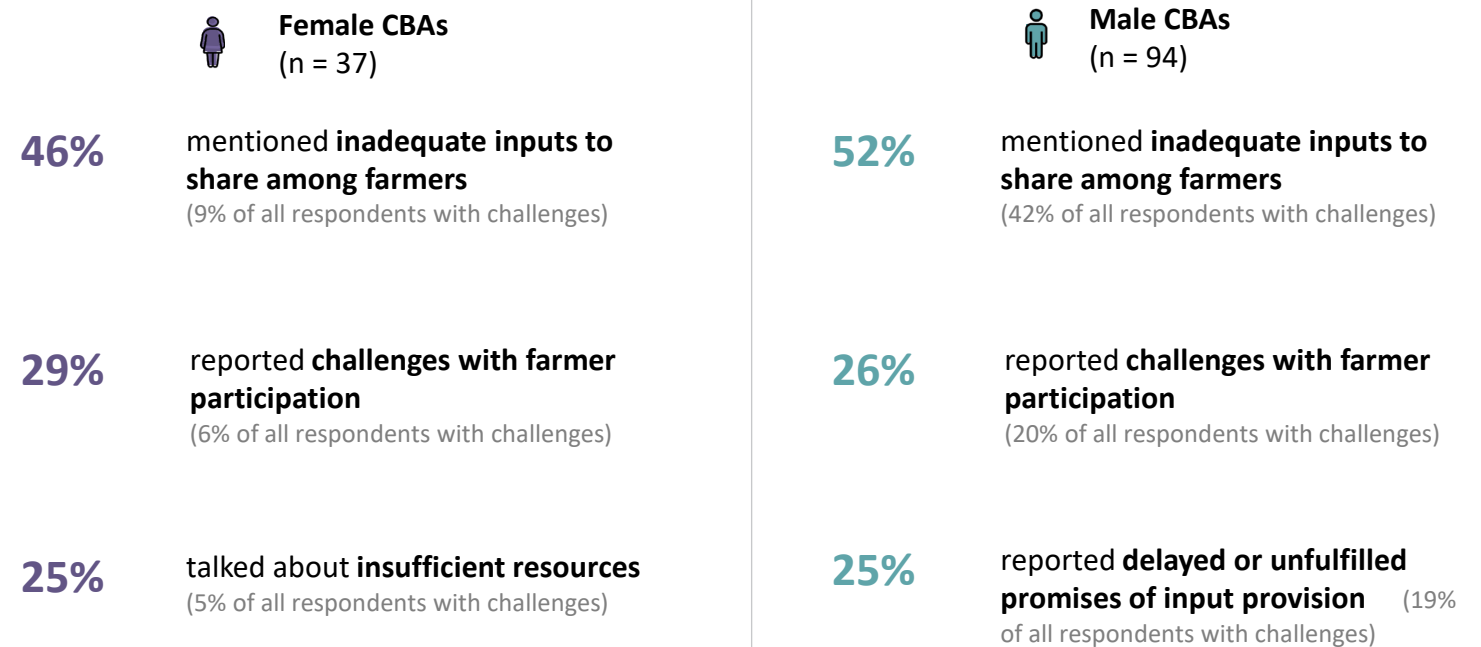 Female CBAs
(n = 37)
46%
mentioned inadequate inputs to
share among farmers
(9% of all respondents with challenges)
29%
reported challenges with farmer
participation
(6% of all respondents with challenges)
25%
talked about insufficient resources
(5% of all respondents with challenges)
Male CBAs
(n = 94)
52%
mentioned inadequate inputs to
share among farmers
(42% of all respondents with challenges)
26%
reported challenges with farmer
participation
(20% of all respondents with challenges)
25%
reported delayed or unfulfilled
promises of input provision (19%
of all respondents with challenges)